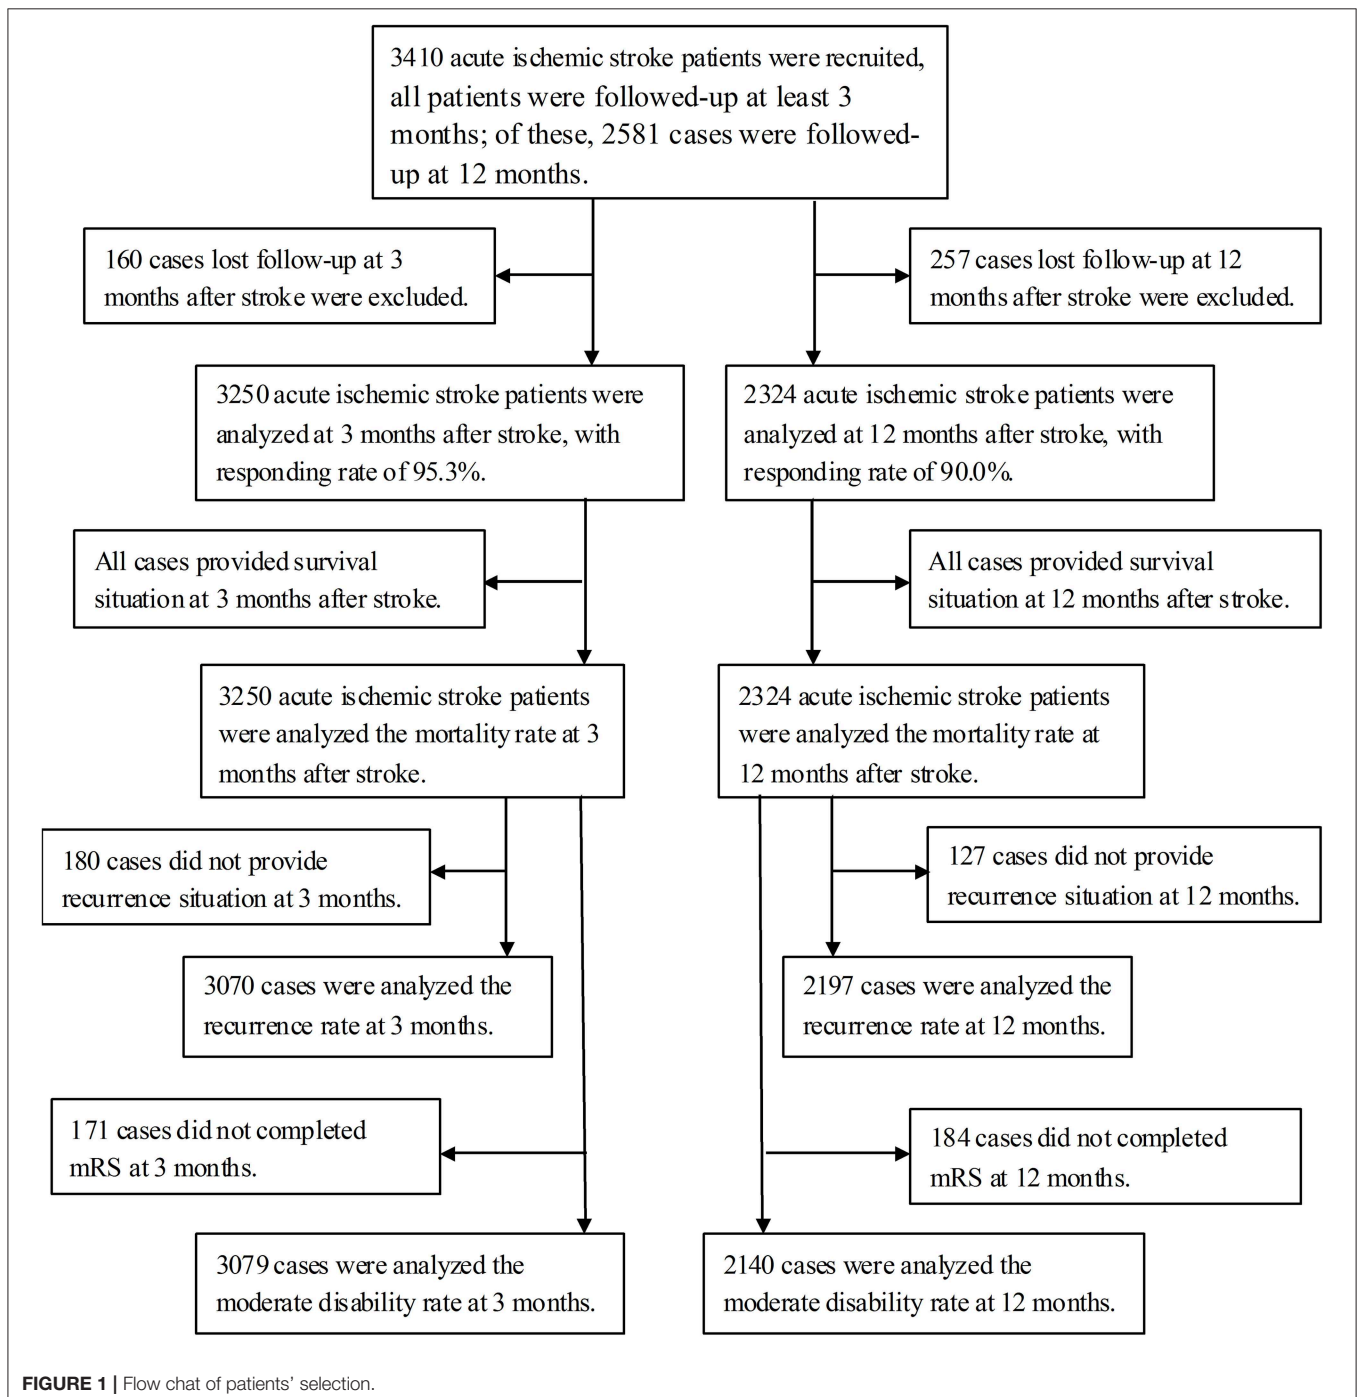 3410 acute ischemic stroke patients were recruited,
all patients were followed-up at least 3
months; of these, 2581 cases were followed-
up at 12 months.
160 cases lost follow-up at 3
months after stroke were excluded.
257 cases lost follow-up at 12
months after stroke were excluded.
3250 acute ischemic stroke patients were
analyzed at 3 months after stroke, with
responding rate of 95.3%.
2324 acute ischemic stroke patients were
analyzed at 12 months after stroke, with
responding rate of 90.0%.
All cases provided survival
situation at 3 months after stroke.
All cases provided survival
situation at 12 months after stroke.
3250 acute ischemic stroke patients
were analyzed the mortality rate at 3
months after stroke.
2324 acute ischemic stroke patients
were analyzed the mortality rate at
12 months after stroke.
180 cases did not provide
recurrence situation at 3 months.
127 cases did not provide
recurrence situation at 12 months.
3070 cases were analyzed the
recurrence rate at 3 months.
2197 cases were analyzed the
recurrence rate at 12 months.
171 cases did not completed
mRS at 3 months.
184 cases did not completed
mRS at 12 months.
3079 cases were analyzed the
moderate disability rate at 3 months.
2140 cases were analyzed the
moderate disability rate at 12 months.
FIGURE 1 | Flow chat of patients' selection.